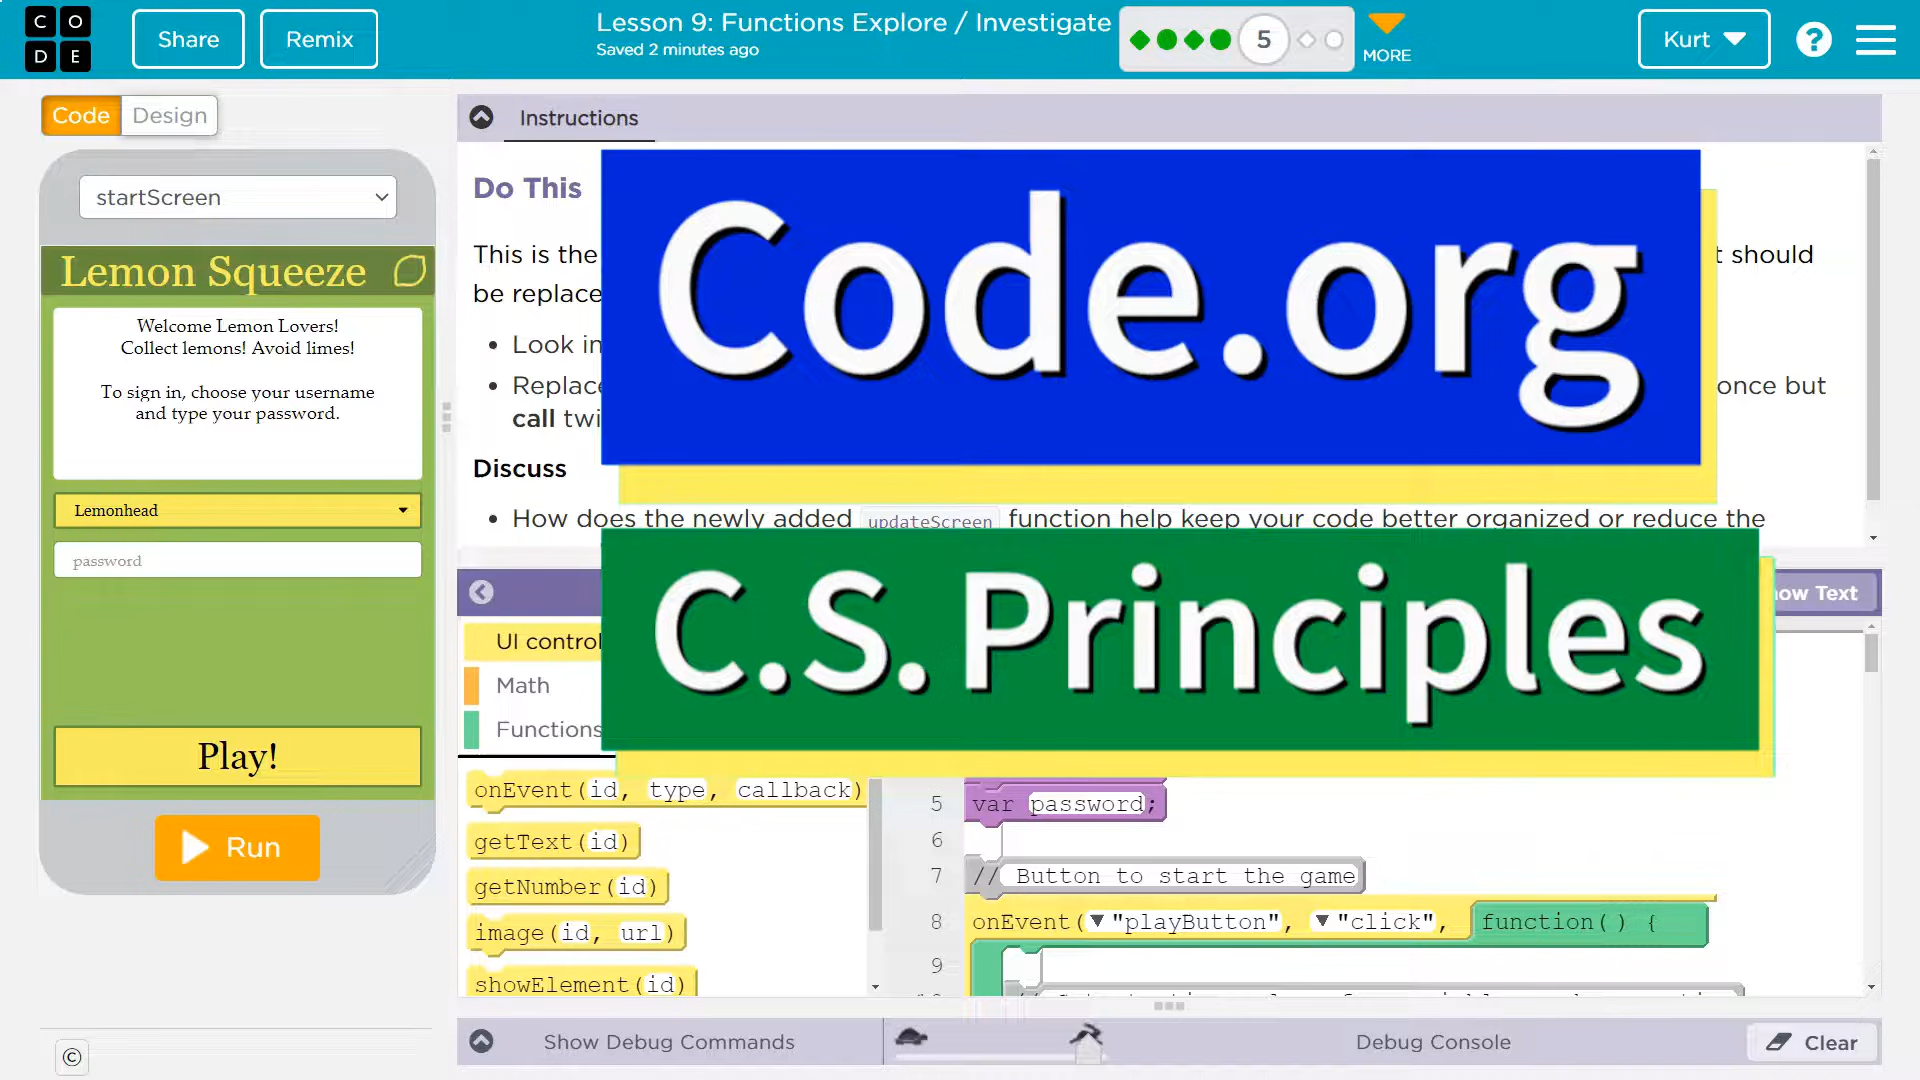 CODE
Share
Remix
Lesson 9: Functions Explore / Investigate
Saved 2 minutes ago
5
MORE
Kurt
?
Code
Design
Instructions
startScreen
Do This
Code.org
Lemon Squeeze
This is the
t should
be replace
Welcome Lemon Lovers!
Collect lemons! Avoid limes!
To sign in, choose your username
and type your password.
Look in
Replace
once but
call twi
Discuss
Lemonhead
How does the newly added updateScreen function help keep your code better organized or reduce the
password
C.S. Principles
ow Text
UI control
Math
Functions
Play!
onEvent(id, type, callback)
getText(id)
getNumber(id)
image(id, url)
showElement(id)
5 var password;
6
7 // Button to start the game
8 onEvent("playButton", "click", function() {
9
Run
©
Show Debug Commands
Debug Console
Clear